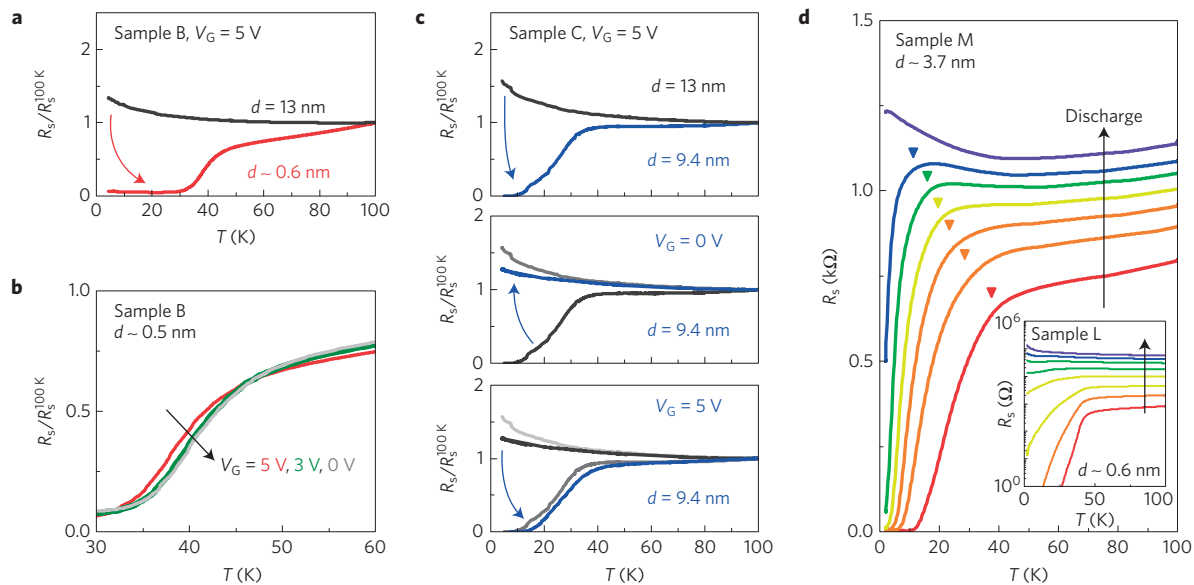 a
Sample B, V_G = 5 V
2
1
0
R_s/R_s^100 K
d = 13 nm
d ~ 0.6 nm
0 20 40 60 80 100
T (K)
b
Sample B
d ~ 0.5 nm
1.0
0.5
0.0
R_s/R_s^100 K
V_G = 5 V, 3 V, 0 V
30 40 50 60
T (K)
c
Sample C, V_G = 5 V
2
1
0
R_s/R_s^100 K
d = 13 nm
d = 9.4 nm
V_G = 0 V
2
1
0
R_s/R_s^100 K
d = 9.4 nm
V_G = 5 V
2
1
0
R_s/R_s^100 K
d = 9.4 nm
0 20 40 60 80 100
T (K)
d
Sample M
d ~ 3.7 nm
1.5
1.0
0.5
0.0
R_s (kΩ)
Discharge
Sample L
10^6
10^0
R_s (Ω)
d ~ 0.6 nm
0 50 100
T (K)
0 20 40 60 80 100
T (K)